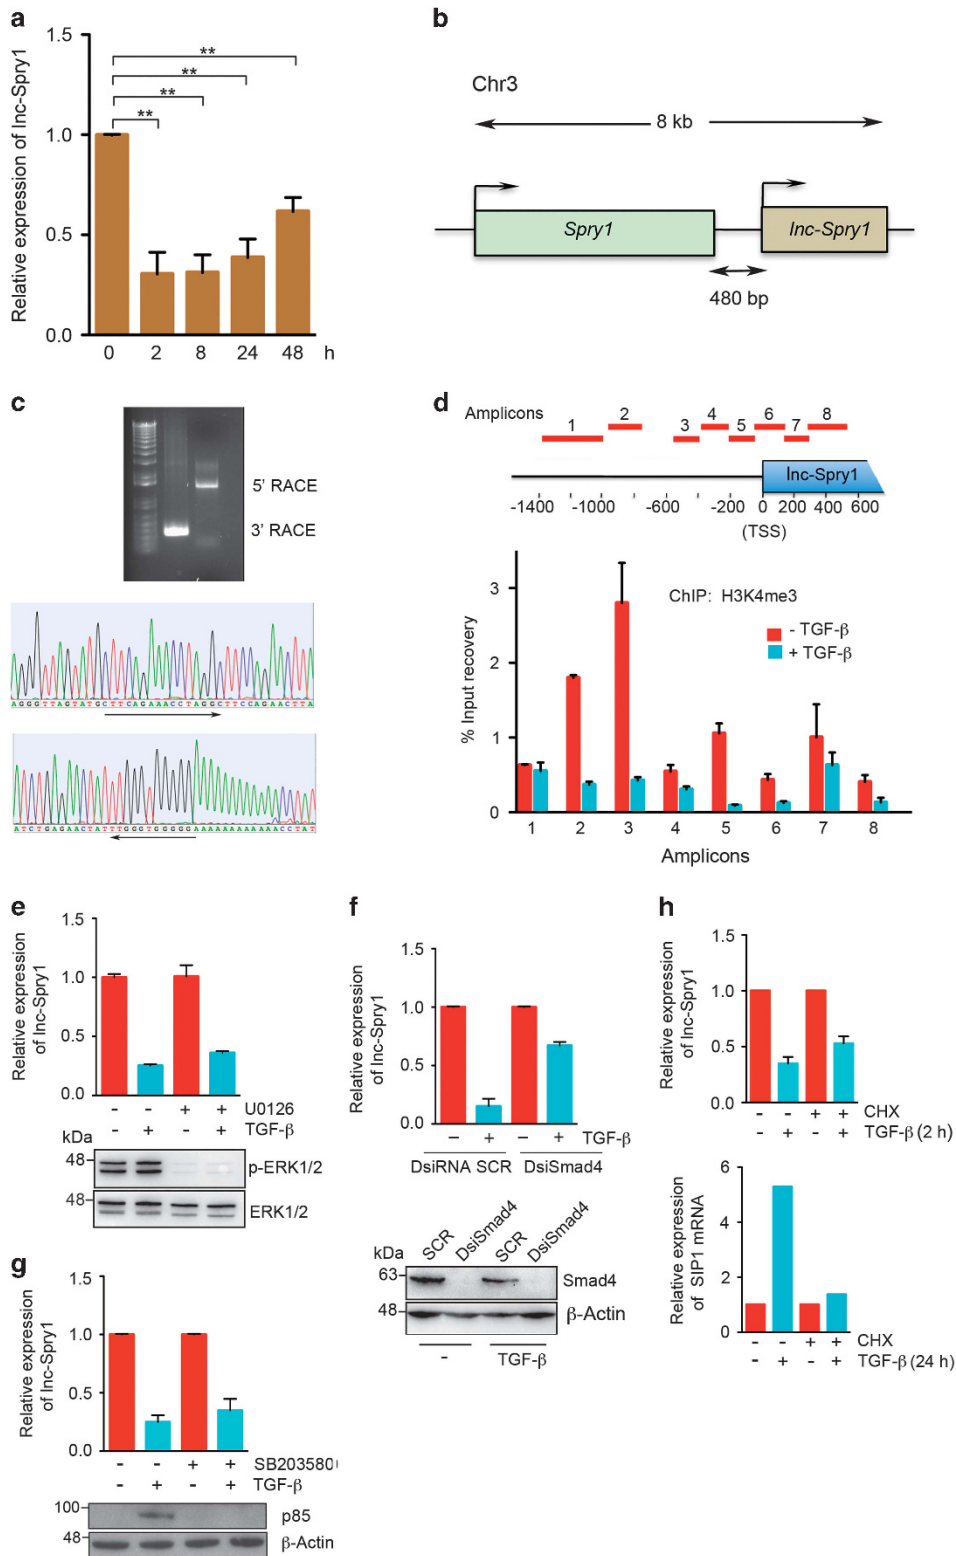 a
Relative expression of lnc-Spry1
1.5
1.0
0.5
0.0
**
**
**
**
0 2 8 24 48 h
b
Chr3
8 kb
Spry1
lnc-Spry1
480 bp
c
5' RACE
3' RACE
AGGGTTAGTATGCTTCAGAAACCTAGGCTTCCAGAACTTA
ATCTGAGAACTATTTGGGTGGGGGAAAAAAAAAAAACCTAT
d
Amplicons
1 2 3 4 5 6 7 8
lnc-Spry1
-1400 -1000 -600 -200 0 200 400 600
(TSS)
ChIP: H3K4me3
- TGF-β
+ TGF-β
% Input recovery
3
2
1
0
1 2 3 4 5 6 7 8
Amplicons
e
Relative expression
of lnc-Spry1
1.5
1.0
0.5
0.0
- - + + U0126
- + - + TGF-β
kDa
48 p-ERK1/2
48 ERK1/2
f
Relative expression
of lnc-Spry1
1.5
1.0
0.5
0.0
- + - + TGF-β
DsiRNA SCR DsiSmad4
kDa SCR DsiSmad4 SCR DsiSmad4
63 Smad4
48 β-Actin
- TGF-β
g
Relative expression
of lnc-Spry1
1.5
1.0
0.5
0.0
- - + + SB203580
- + - + TGF-β
100 p85
48 β-Actin
h
Relative expression
of lnc-Spry1
1.5
1.0
0.5
0.0
- - + + CHX
- + - + TGF-β (2 h)
Relative expression
of SIP1 mRNA
6
4
2
0
- - + + CHX
- + - + TGF-β (24 h)